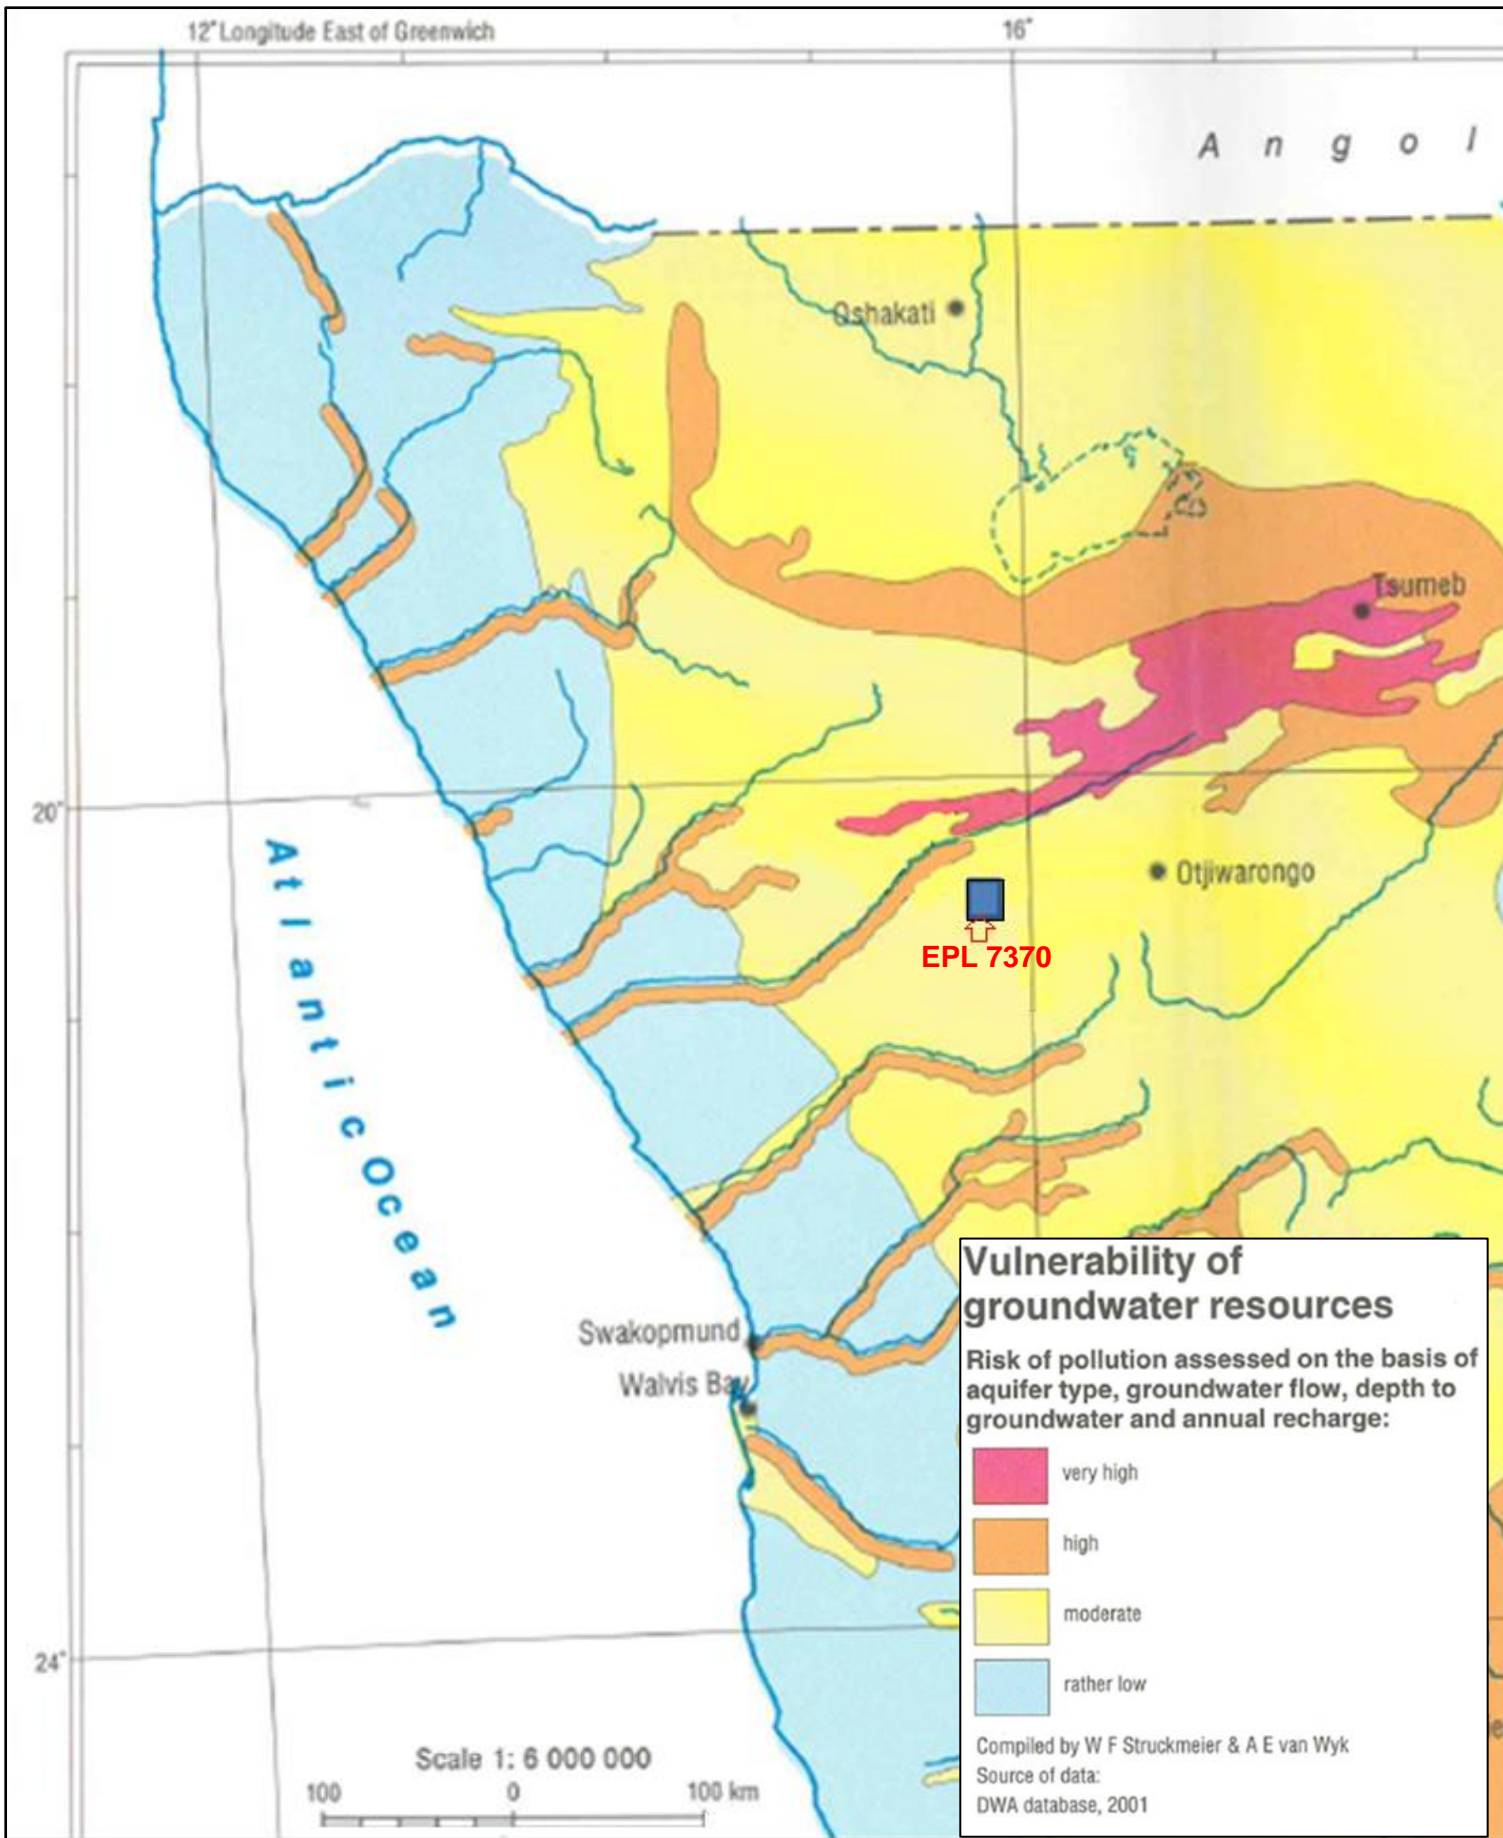 12° Longitude East of Greenwich
16°
A n g o l
Oshakati
Tsumeb
20°
Otjiwarongo
EPL 7370
Atlantic Ocean
Swakopmund
Walvis Bay
24°
Vulnerability of
groundwater resources
Risk of pollution assessed on the basis of
aquifer type, groundwater flow, depth to
groundwater and annual recharge:
very high
high
moderate
rather low
Compiled by W F Struckmeier & A E van Wyk
Source of data:
DWA database, 2001
Scale 1: 6 000 000
100 0 100 km